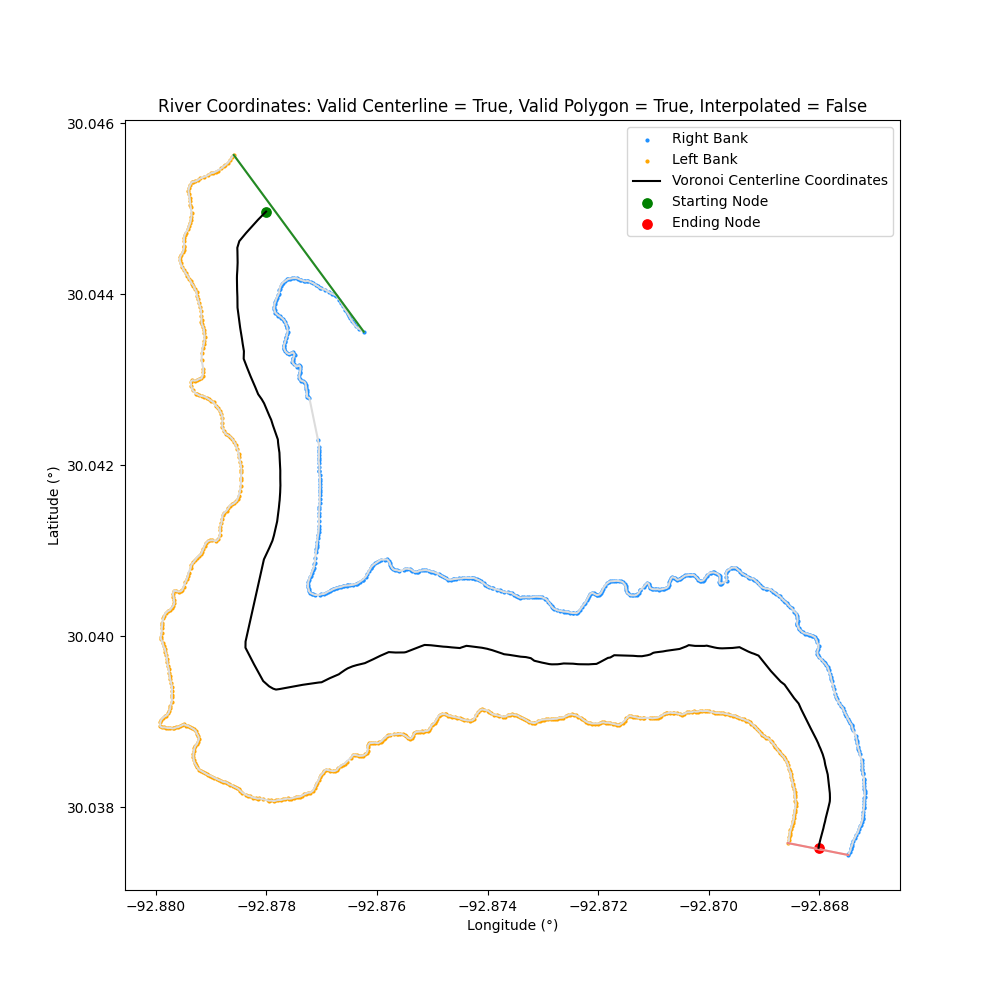 River Coordinates: Valid Centerline = True, Valid Polygon = True, Interpolated = False
Right Bank
Left Bank
Voronoi Centerline Coordinates
Starting Node
Ending Node
30.046
30.044
30.042
30.040
30.038
Latitude (°)
−92.880 −92.878 −92.876 −92.874 −92.872 −92.870 −92.868
Longitude (°)